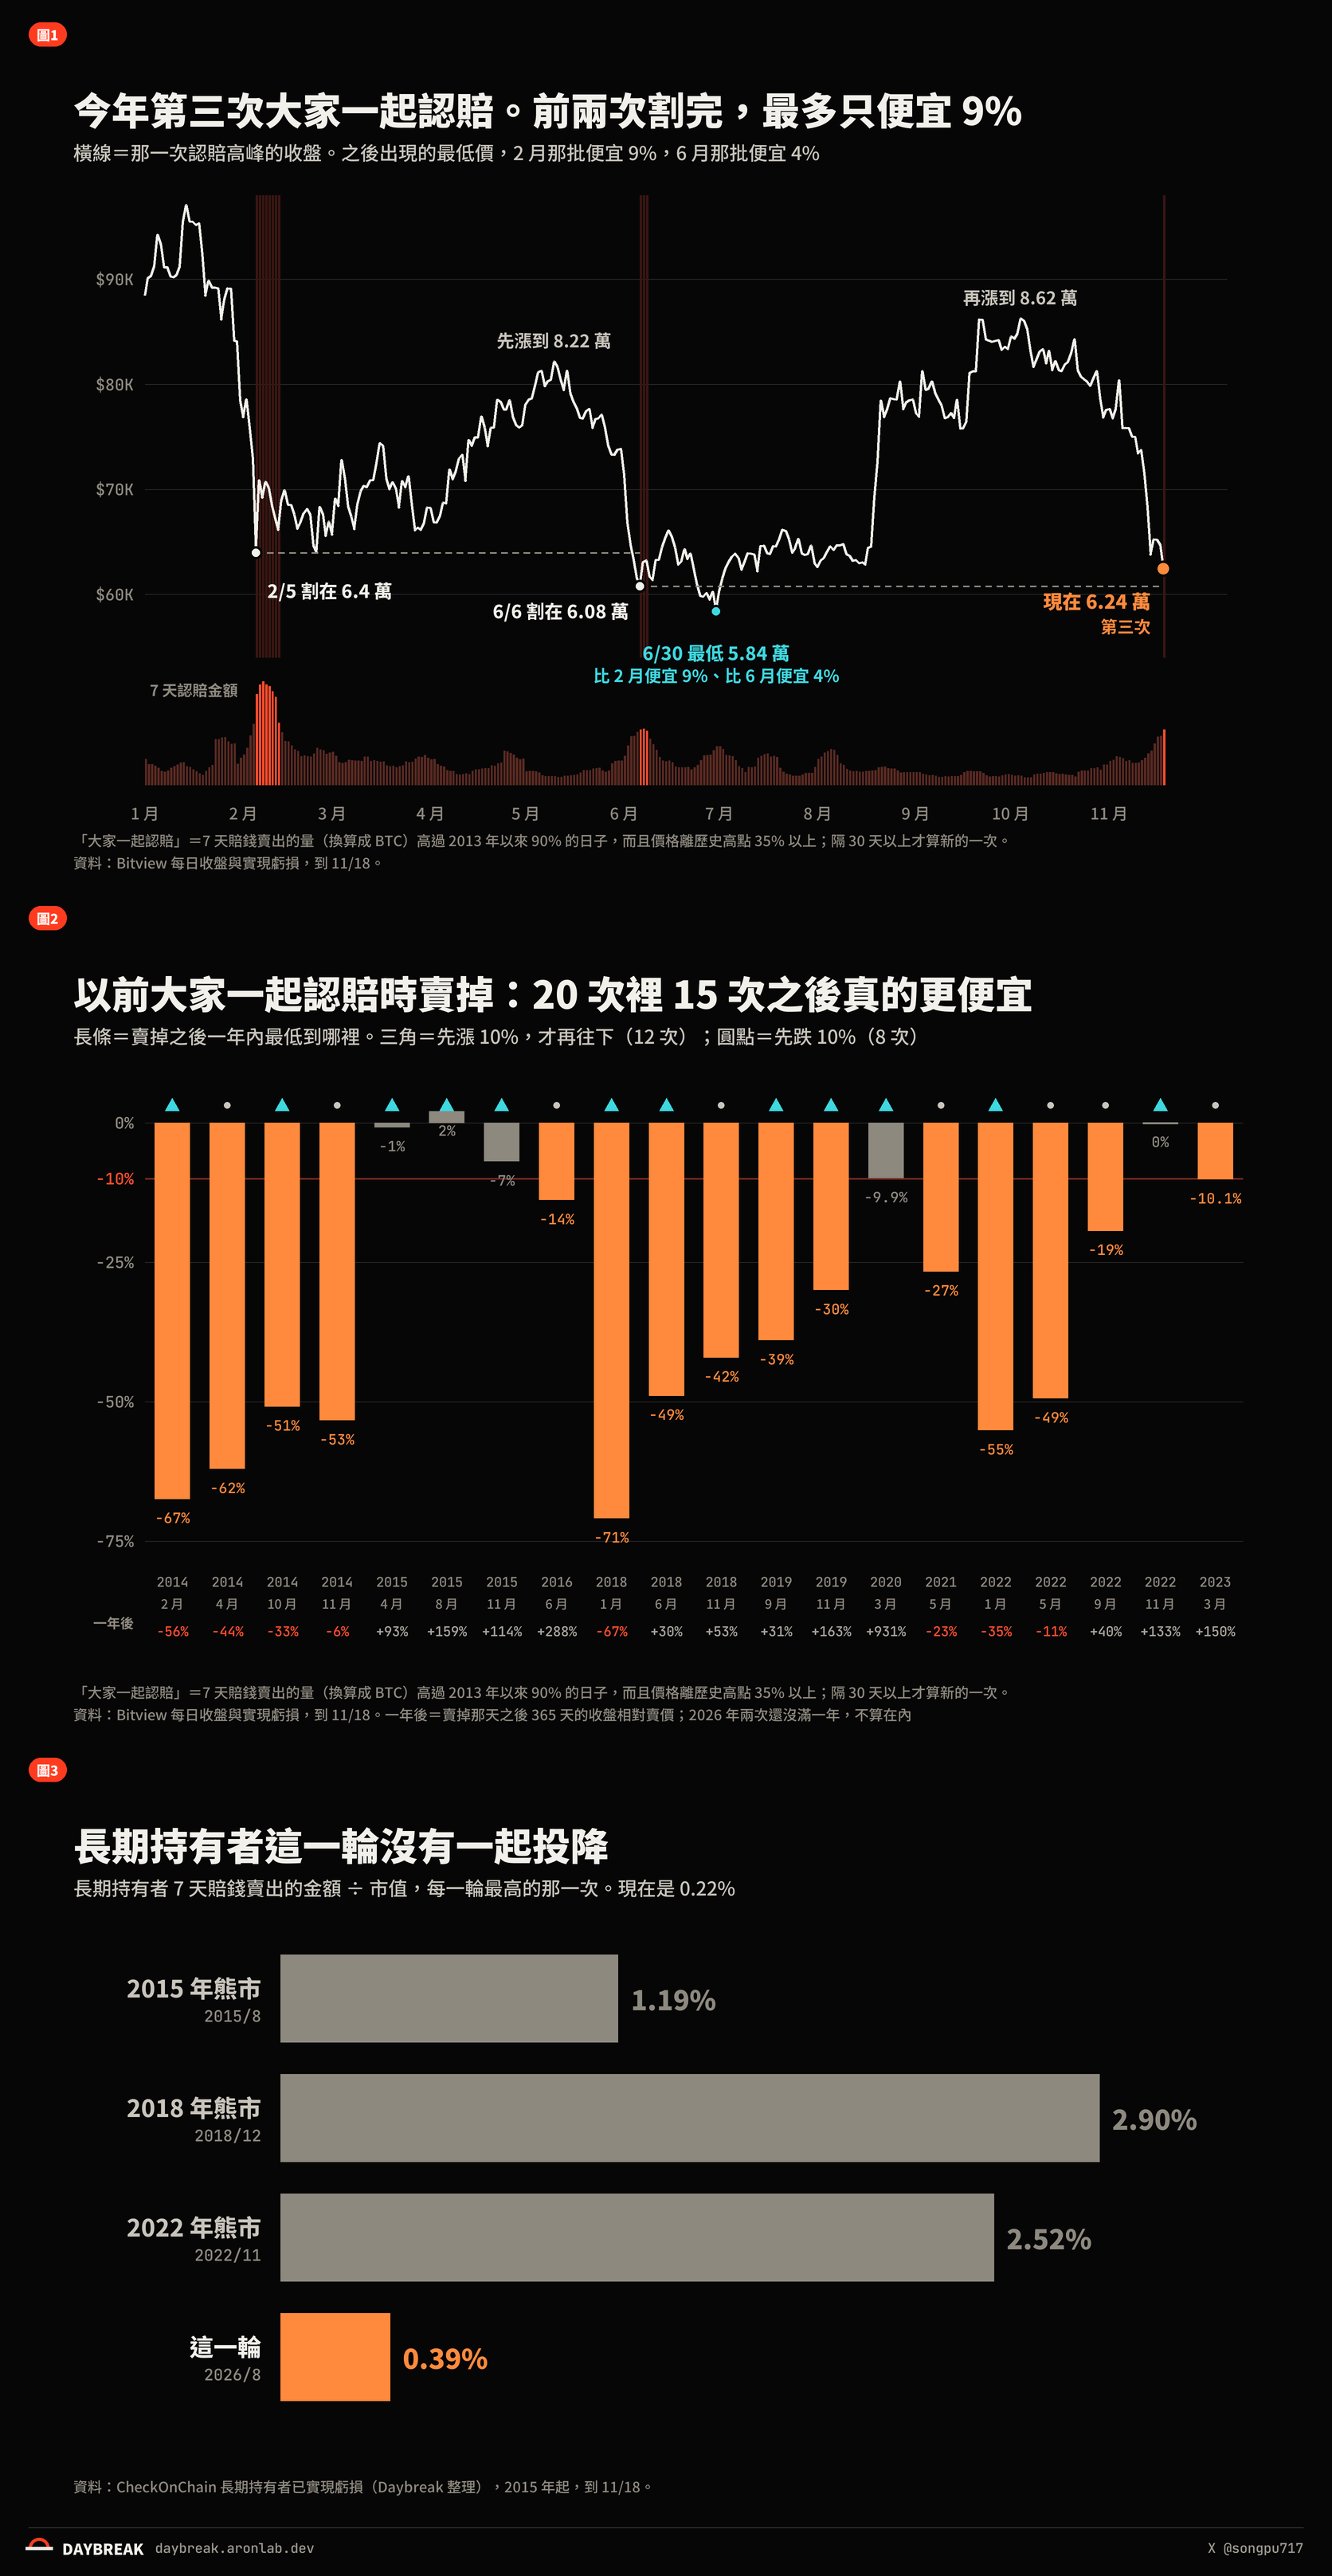 圖1
今年第三次大家一起認賠。前兩次割完，最多只便宜 9%
橫線＝那一次認賠高峰的收盤。之後出現的最低價，2 月那批便宜 9%，6 月那批便宜 4%
$90K
再漲到 8.62 萬
先漲到 8.22 萬
$80K
$70K
$60K
2/5 割在 6.4 萬
6/6 割在 6.08 萬
現在 6.24 萬
第三次
6/30 最低 5.84 萬
比 2 月便宜 9%、比 6 月便宜 4%
7 天認賠金額
1 月 2 月 3 月 4 月 5 月 6 月 7 月 8 月 9 月 10 月 11 月
「大家一起認賠」＝7 天賠錢賣出的量（換算成 BTC）高過 2013 年以來 90% 的日子，而且價格離歷史高點 35% 以上；隔 30 天以上才算新的一次。
資料：Bitview 每日收盤與實現虧損，到 11/18。
圖2
以前大家一起認賠時賣掉：20 次裡 15 次之後真的更便宜
長條＝賣掉之後一年內最低到哪裡。三角＝先漲 10%，才再往下（12 次）；圓點＝先跌 10%（8 次）
0%
-1%
2%
0%
-10%
-7%
-9.9%
-10.1%
-14%
-19%
-25%
-27%
-30%
-39%
-42%
-50%
-49%
-49%
-51%
-53%
-55%
-62%
-67%
-71%
-75%
2014 2014 2014 2014 2015 2015 2015 2016 2018 2018 2018 2019 2019 2020 2021 2022 2022 2022 2022 2023
2 月 4 月 10 月 11 月 4 月 8 月 11 月 6 月 1 月 6 月 11 月 9 月 11 月 3 月 5 月 1 月 5 月 9 月 11 月 3 月
一年後 -56% -44% -33% -6% +93% +159% +114% +288% -67% +30% +53% +31% +163% +931% -23% -35% -11% +40% +133% +150%
「大家一起認賠」＝7 天賠錢賣出的量（換算成 BTC）高過 2013 年以來 90% 的日子，而且價格離歷史高點 35% 以上；隔 30 天以上才算新的一次。
資料：Bitview 每日收盤與實現虧損，到 11/18。一年後＝賣掉那天之後 365 天的收盤相對賣價；2026 年兩次還沒滿一年，不算在內
圖3
長期持有者這一輪沒有一起投降
長期持有者 7 天賠錢賣出的金額 ÷ 市值，每一輪最高的那一次。現在是 0.22%
2015 年熊市
2015/8
1.19%
2018 年熊市
2018/12
2.90%
2022 年熊市
2022/11
2.52%
這一輪
2026/8
0.39%
資料：CheckOnChain 長期持有者已實現虧損（Daybreak 整理），2015 年起，到 11/18。
DAYBREAK daybreak.aronlab.dev
X @songpu717